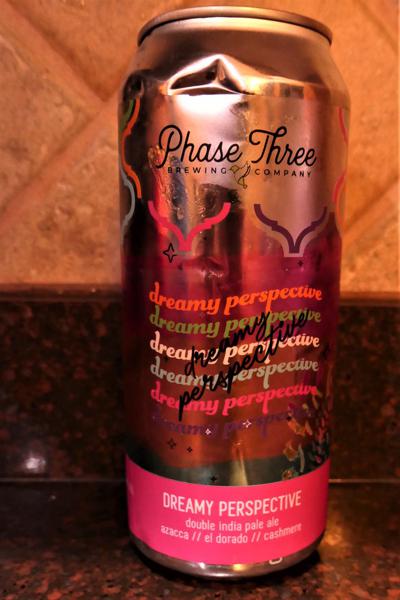 Phase Three
BREWING COMPANY
dreamy perspective
dreamy perspective
dreamy perspective
dreamy perspective
dreamy perspective
dreamy perspective
dreamy
perspective
DREAMY PERSPECTIVE
double india pale ale
azacca // el dorado // cashmere